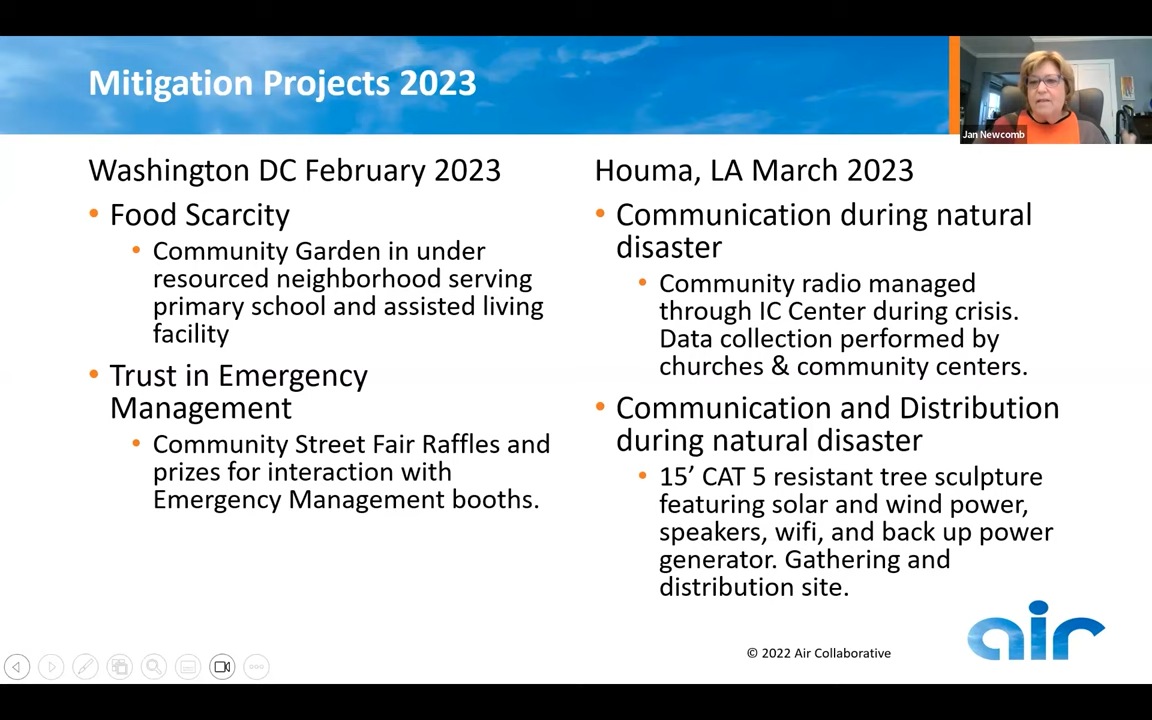 Mitigation Projects 2023
Jan Newcomb
Washington DC February 2023
• Food Scarcity
• Community Garden in under
resourced neighborhood serving
primary school and assisted living
facility
• Trust in Emergency
Management
• Community Street Fair Raffles and
prizes for interaction with
Emergency Management booths.
Houma, LA March 2023
• Communication during natural
disaster
• Community radio managed
through IC Center during crisis.
Data collection performed by
churches & community centers.
• Communication and Distribution
during natural disaster
• 15’ CAT 5 resistant tree sculpture
featuring solar and wind power,
speakers, wifi, and back up power
generator. Gathering and
distribution site.
© 2022 Air Collaborative
air